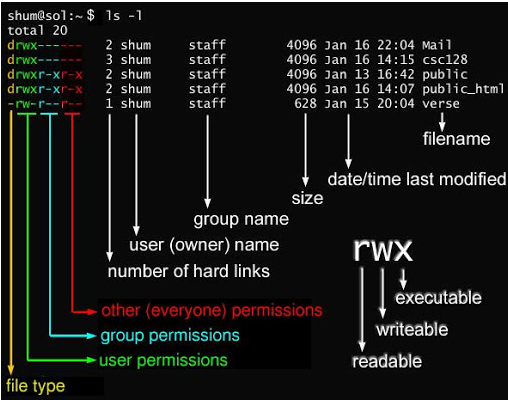 shum@sol:~$ ls -l
total 20
drwx------ 2 shum staff 4096 Jan 16 22:04 Mail
drwx------ 3 shum staff 4096 Jan 16 14:15 csc128
drwxr-xr-x 2 shum staff 4096 Jan 13 16:42 public
drwxr-xr-x 2 shum staff 4096 Jan 16 14:07 public_html
-rw-r--r-- 1 shum staff 628 Jan 15 20:04 verse
filename
date/time last modified
size
group name
user (owner) name
number of hard links
other (everyone) permissions
group permissions
user permissions
file type
rwx
executable
writeable
readable